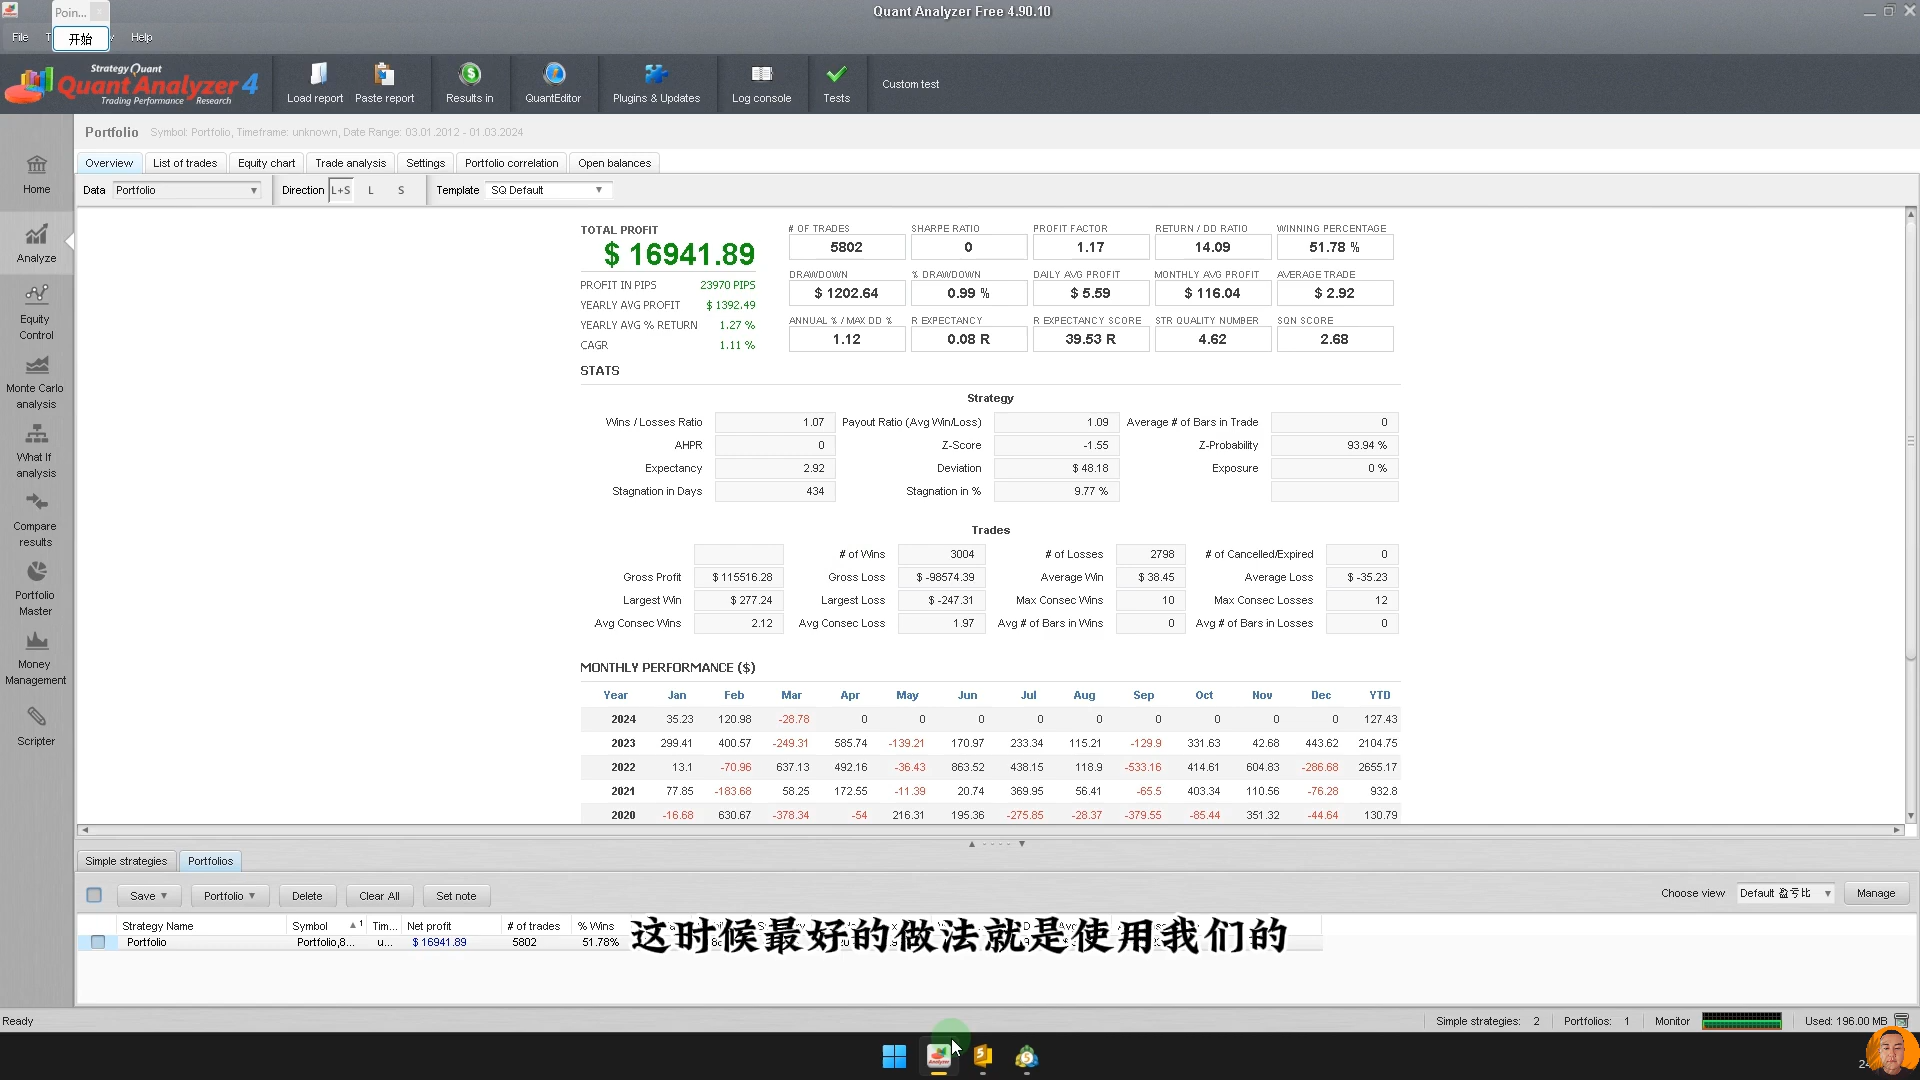 Quant Analyzer Free 4.90.10
Poin...
File
Help
开始
Strategy Quant
QuantAnalyzer 4
Trading Performance Research
Load report
Paste report
Results in
QuantEditor
Plugins & Updates
Log console
Tests
Custom test
Portfolio Symbol: Portfolio, Timeframe: unknown, Date Range: 03.01.2012 - 01.03.2024
Overview List of trades Equity chart Trade analysis Settings Portfolio correlation Open balances
Data Portfolio Direction L+S L S Template SQ Default
Home
Analyze
Equity
Control
Monte Carlo
analysis
What If
analysis
Compare
results
Portfolio
Master
Money
Management
Scripter
TOTAL PROFIT
$ 16941.89
PROFIT IN PIPS 23970 PIPS
YEARLY AVG PROFIT $ 1392.49
YEARLY AVG % RETURN 1.27 %
CAGR 1.11 %
# OF TRADES SHARPE RATIO PROFIT FACTOR RETURN / DD RATIO WINNING PERCENTAGE
5802 0 1.17 14.09 51.78 %
DRAWDOWN % DRAWDOWN DAILY AVG PROFIT MONTHLY AVG PROFIT AVERAGE TRADE
$ 1202.64 0.99 % $ 5.59 $ 116.04 $ 2.92
ANNUAL % / MAX DD % R EXPECTANCY R EXPECTANCY SCORE STR QUALITY NUMBER SQN SCORE
1.12 0.08 R 39.53 R 4.62 2.68
STATS
Strategy
Wins / Losses Ratio 1.07 Payout Ratio (Avg Win/Loss) 1.09 Average # of Bars in Trade 0
AHPR 0 Z-Score -1.55 Z-Probability 93.94 %
Expectancy 2.92 Deviation $ 48.18 Exposure 0 %
Stagnation in Days 434 Stagnation in % 9.77 %
Trades
# of Wins 3004 # of Losses 2798 # of Cancelled/Expired 0
Gross Profit $ 115516.28 Gross Loss $ -98574.39 Average Win $ 38.45 Average Loss $ -35.23
Largest Win $ 277.24 Largest Loss $ -247.31 Max Consec Wins 10 Max Consec Losses 12
Avg Consec Wins 2.12 Avg Consec Loss 1.97 Avg # of Bars in Wins 0 Avg # of Bars in Losses 0
MONTHLY PERFORMANCE ($)
Year Jan Feb Mar Apr May Jun Jul Aug Sep Oct Nov Dec YTD
2024 35.23 120.98 -28.78 0 0 0 0 0 0 0 0 0 127.43
2023 299.41 400.57 -249.31 585.74 -139.21 170.97 233.34 115.21 -129.9 331.63 42.68 443.62 2104.75
2022 13.1 -70.96 637.13 492.16 -36.43 863.52 438.15 118.9 -533.16 414.61 604.83 -286.68 2655.17
2021 77.85 -183.68 58.25 172.55 -11.39 20.74 369.95 56.41 -65.5 403.34 110.56 -76.28 932.8
2020 -16.68 630.67 -378.34 -54 216.31 195.36 -275.85 -28.37 -379.55 -85.44 351.32 -44.64 130.79
Simple strategies Portfolios
Save Portfolio Delete Clear All Set note Choose view Default 盈亏比 Manage
Strategy Name Symbol 1 Tim... Net profit # of trades % Wins
Portfolio Portfolio,8... u... $ 16941.89 5802 51.78%
这时候最好的做法就是使用我们的
Ready Simple strategies: 2 Portfolios: 1 Monitor Used: 196.00 MB